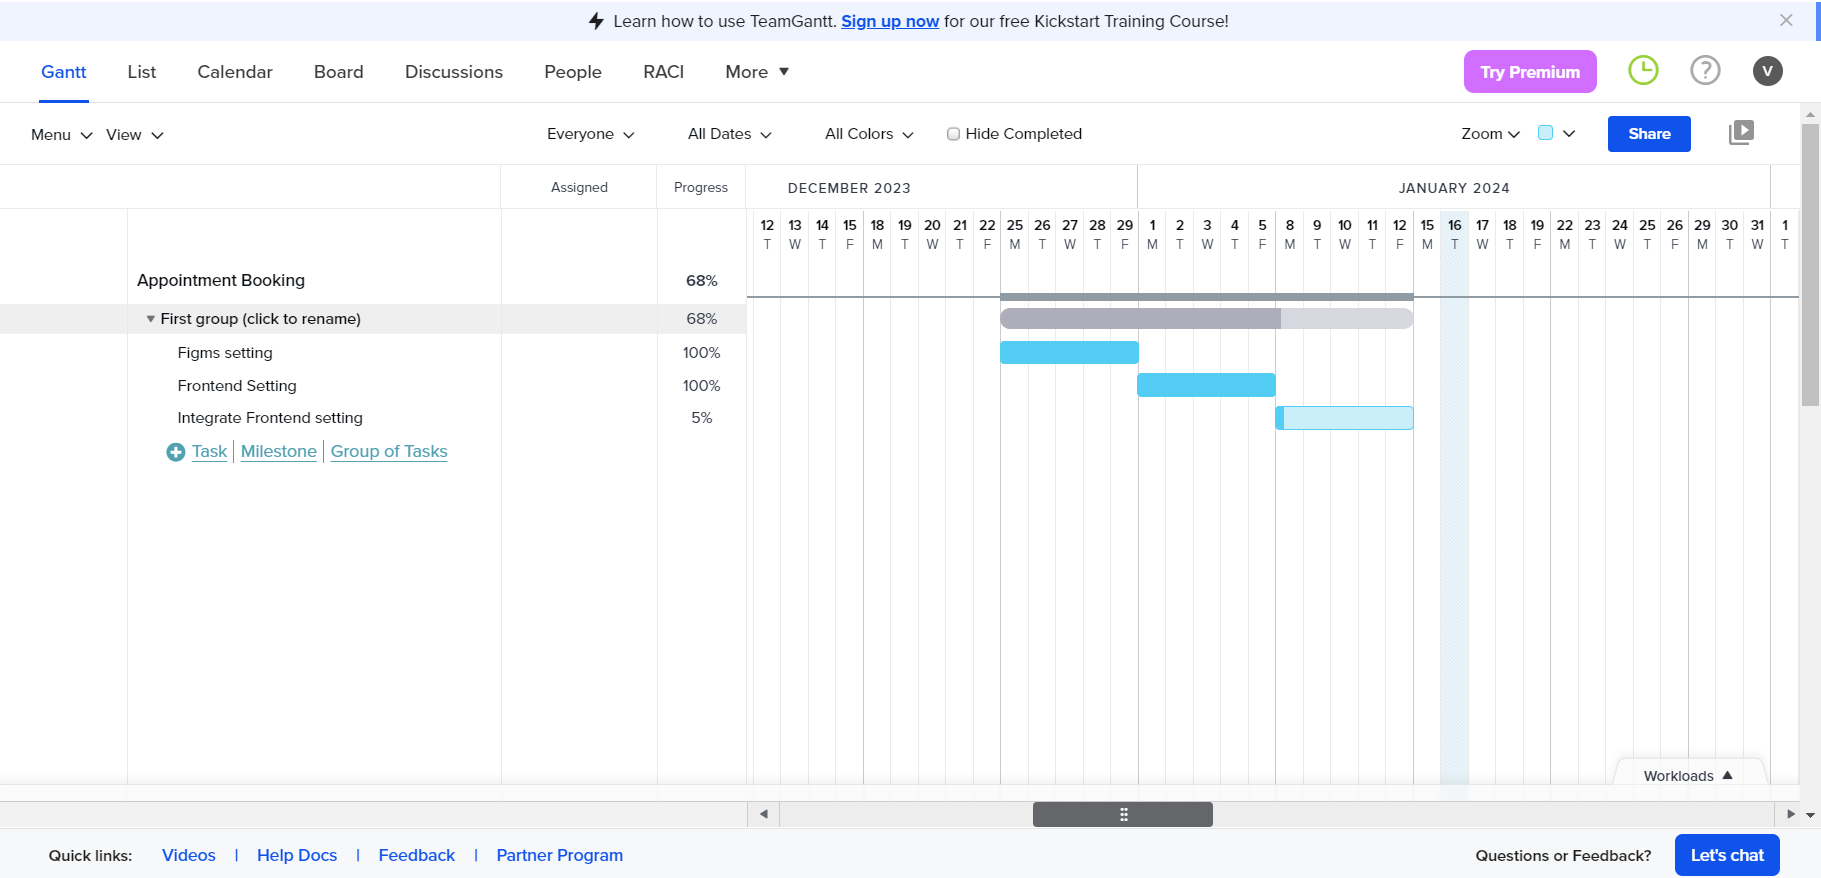 Learn how to use TeamGantt. Sign up now for our free Kickstart Training Course!
Gantt List Calendar Board Discussions People RACI More Try Premium ? V
Menu View Everyone All Dates All Colors Hide Completed Zoom Share
Assigned Progress DECEMBER 2023 JANUARY 2024
12 13 14 15 18 19 20 21 22 25 26 27 28 29 1 2 3 4 5 8 9 10 11 12 15 16 17 18 19 22 23 24 25 26 29 30 31 1
T W T F M T W T F M T W T F M T W T F M T W T F M T W T F M T W T F M T W T
Appointment Booking 68%
First group (click to rename) 68%
Figms setting 100%
Frontend Setting 100%
Integrate Frontend setting 5%
Task Milestone Group of Tasks
Workloads
Quick links: Videos | Help Docs | Feedback | Partner Program Questions or Feedback? Let's chat